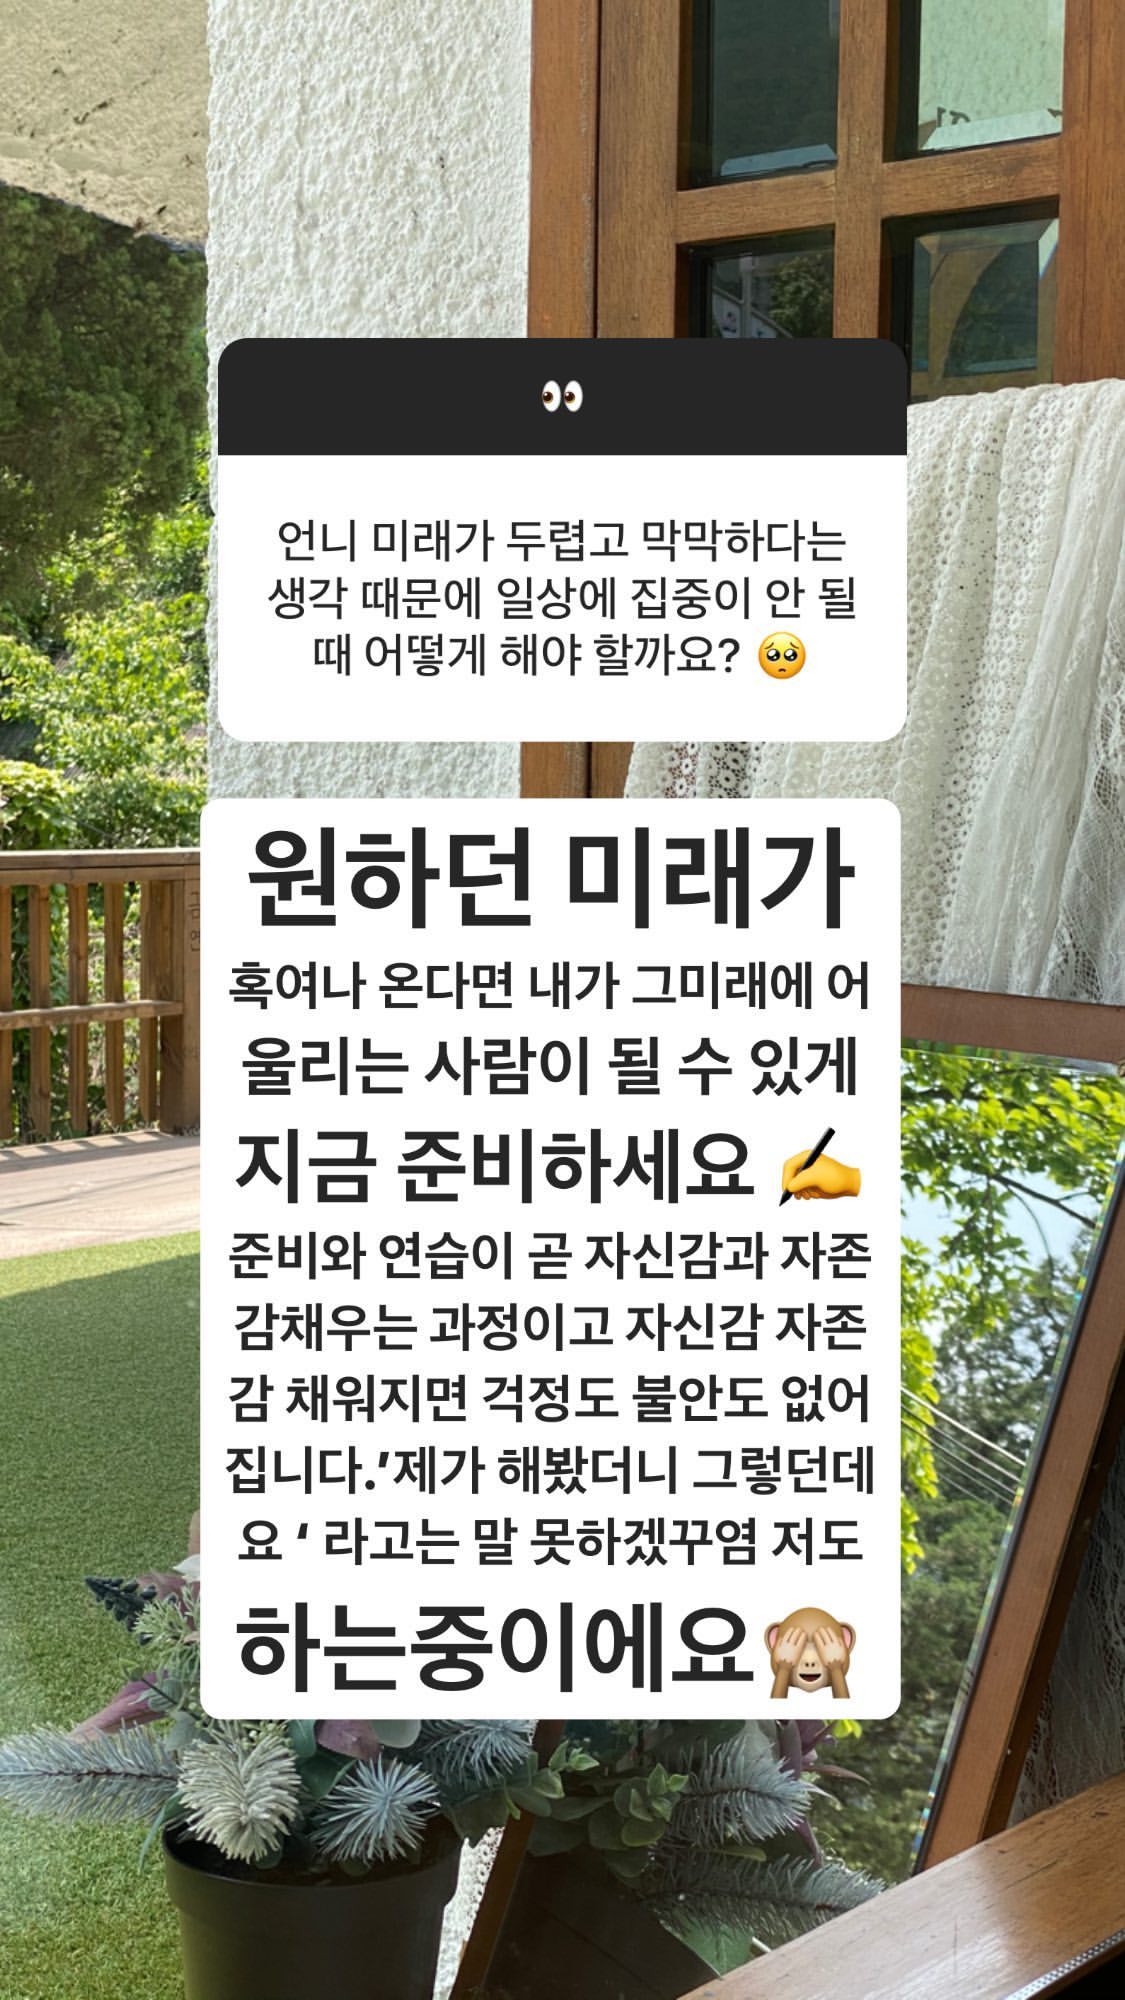 👀
언니 미래가 두렵고 막막하다는
생각 때문에 일상에 집중이 안 될
때 어떻게 해야 할까요? 🥺
원하던 미래가
혹여나 온다면 내가 그미래에 어
울리는 사람이 될 수 있게
지금 준비하세요 ✍️
준비와 연습이 곧 자신감과 자존
감채우는 과정이고 자신감 자존
감 채워지면 걱정도 불안도 없어
집니다.'제가 해봤더니 그렇던데
요 ‘ 라고는 말 못하겠꾸염 저도
하는중이에요🙈